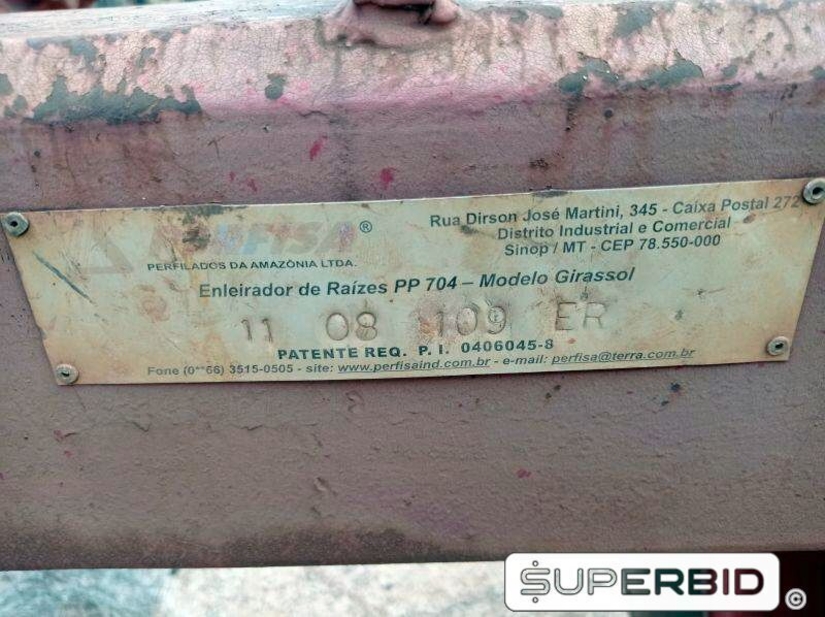 PERFISA®
PERFILADOS DA AMAZÔNIA LTDA.
Rua Dirson José Martini, 345 - Caixa Postal 272
Distrito Industrial e Comercial
Sinop / MT - CEP 78.550-000
Enleirador de Raízes PP 704 – Modelo Girassol
11 08 109 ER
PATENTE REQ. P. I. 0406045-8
Fone (0**66) 3515-0505 - site: www.perfisaind.com.br - e-mail: perfisa@terra.com.br
SUPERBID ©